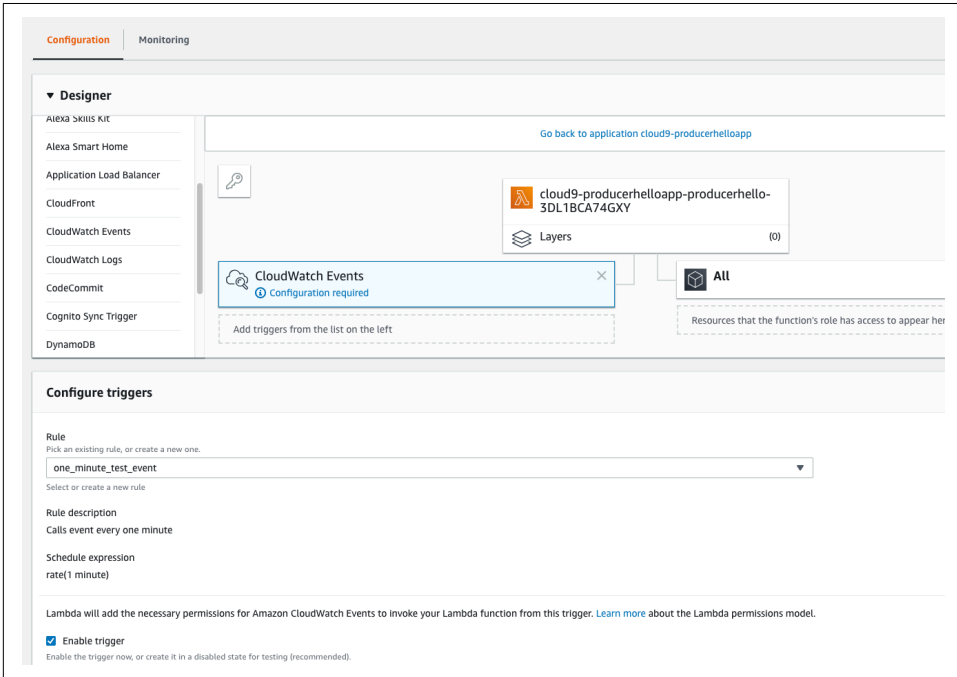 Configuration
Monitoring
Designer
Alexa Skills Kit
Alexa Smart Home
Application Load Balancer
CloudFront
CloudWatch Events
CloudWatch Logs
CodeCommit
Cognito Sync Trigger
DynamoDB
Go back to application cloud9-producerhelloapp
cloud9-producerhelloapp-producerhello-
3DL1BCA74GXY
Layers (0)
CloudWatch Events
Configuration required
Add triggers from the list on the left
All
Resources that the function's role has access to appear her
Configure triggers
Rule
Pick an existing rule, or create a new one.
one_minute_test_event
Select or create a new rule
Rule description
Calls event every one minute
Schedule expression
rate(1 minute)
Lambda will add the necessary permissions for Amazon CloudWatch Events to invoke your Lambda function from this trigger. Learn more about the Lambda permissions model.
Enable trigger
Enable the trigger now, or create it in a disabled state for testing (recommended).